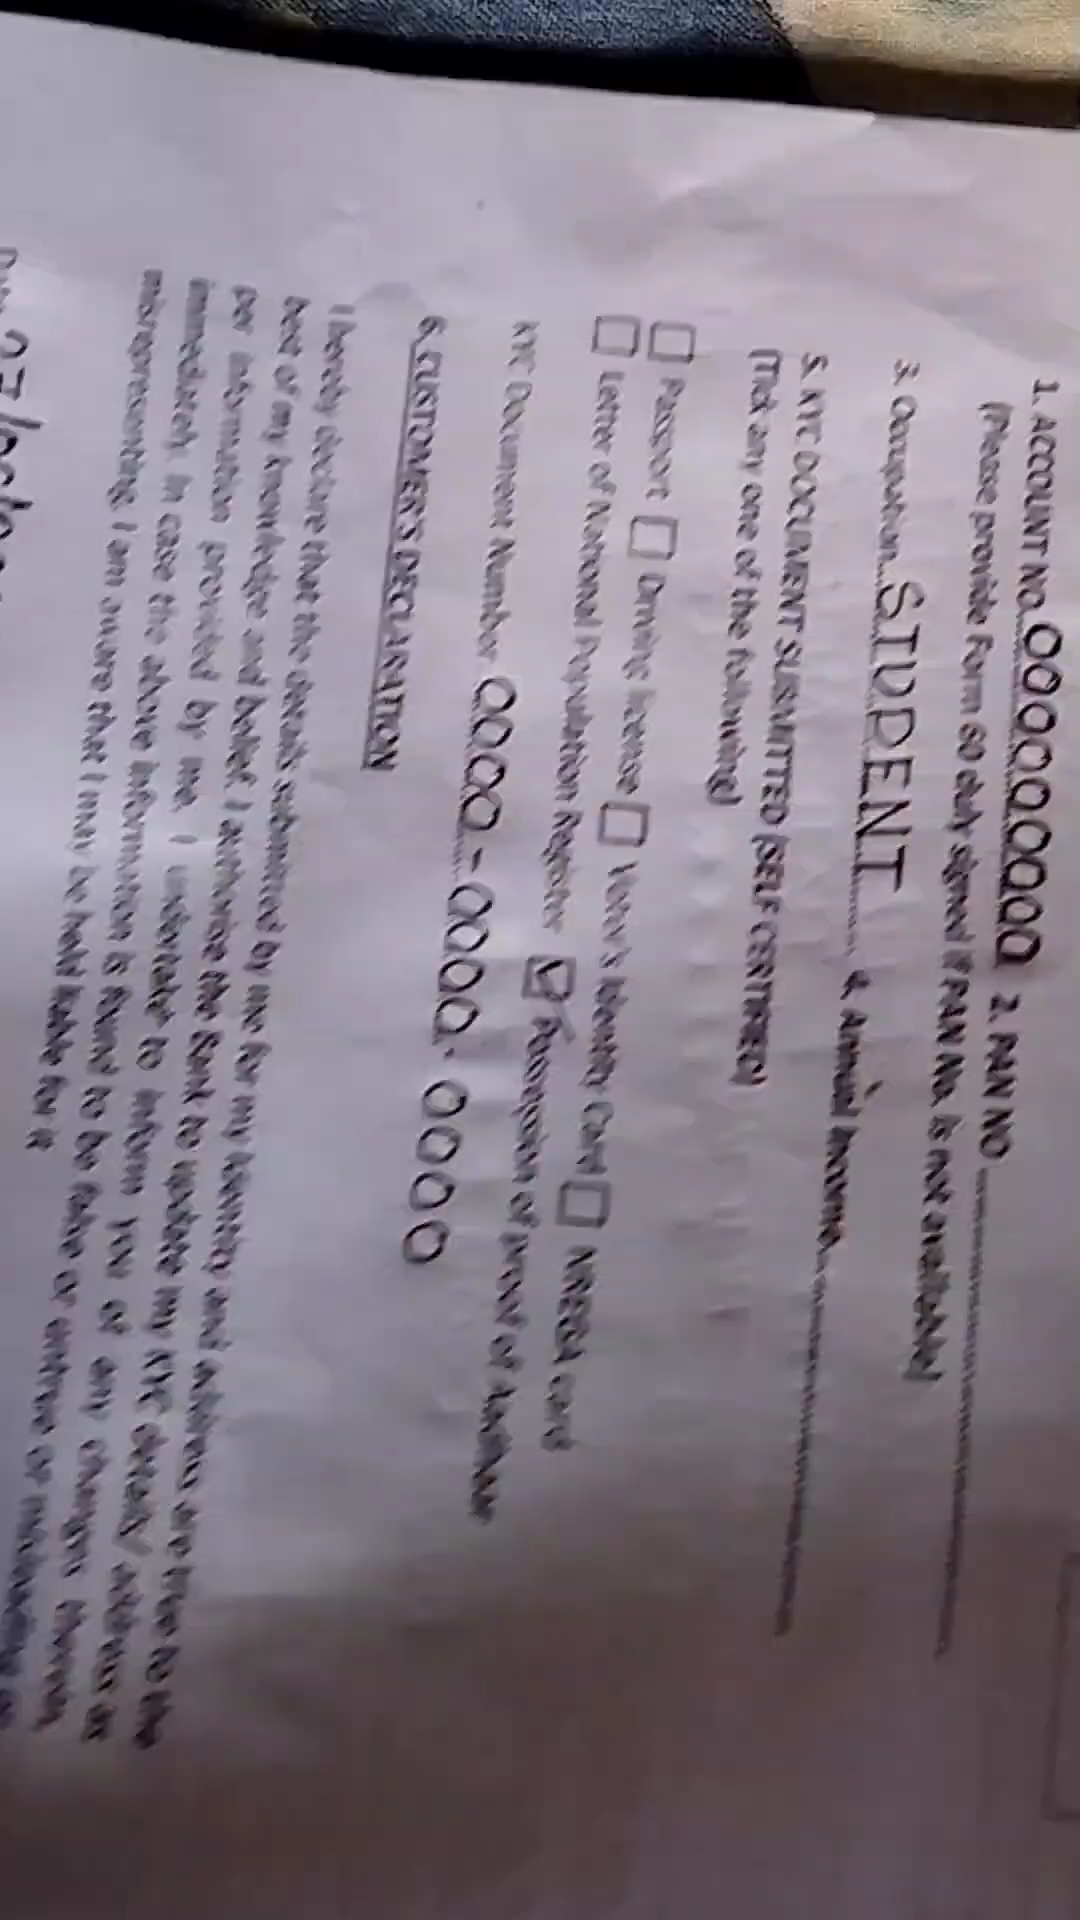 1. ACCOUNT NO. 00000000000 2. PAN NO
(Please provide Form 60 duly signed if PAN No. is not available)
3. Occupation STUDENT 4. Annual Income
5. KYC DOCUMENT SUBMITTED (SELF CERTIFIED)
(Tick any one of the following)
Passport Driving license Voter's Identity Card NREGA card
Letter of National Population Register Possession of proof of Aadhaar
KYC Document Number 0000-0000-0000
6. CUSTOMER'S DECLARATION
I hereby declare that the details submitted by me for my identity and address are true to the
best of my knowledge and belief. I authorise the Bank to update my KYC details/ address as
per information provided by me. I undertake to inform you of any changes therein,
immediately. In case the above information is found to be false or untrue or misleading or
misrepresenting, I am aware that I may be held liable for it